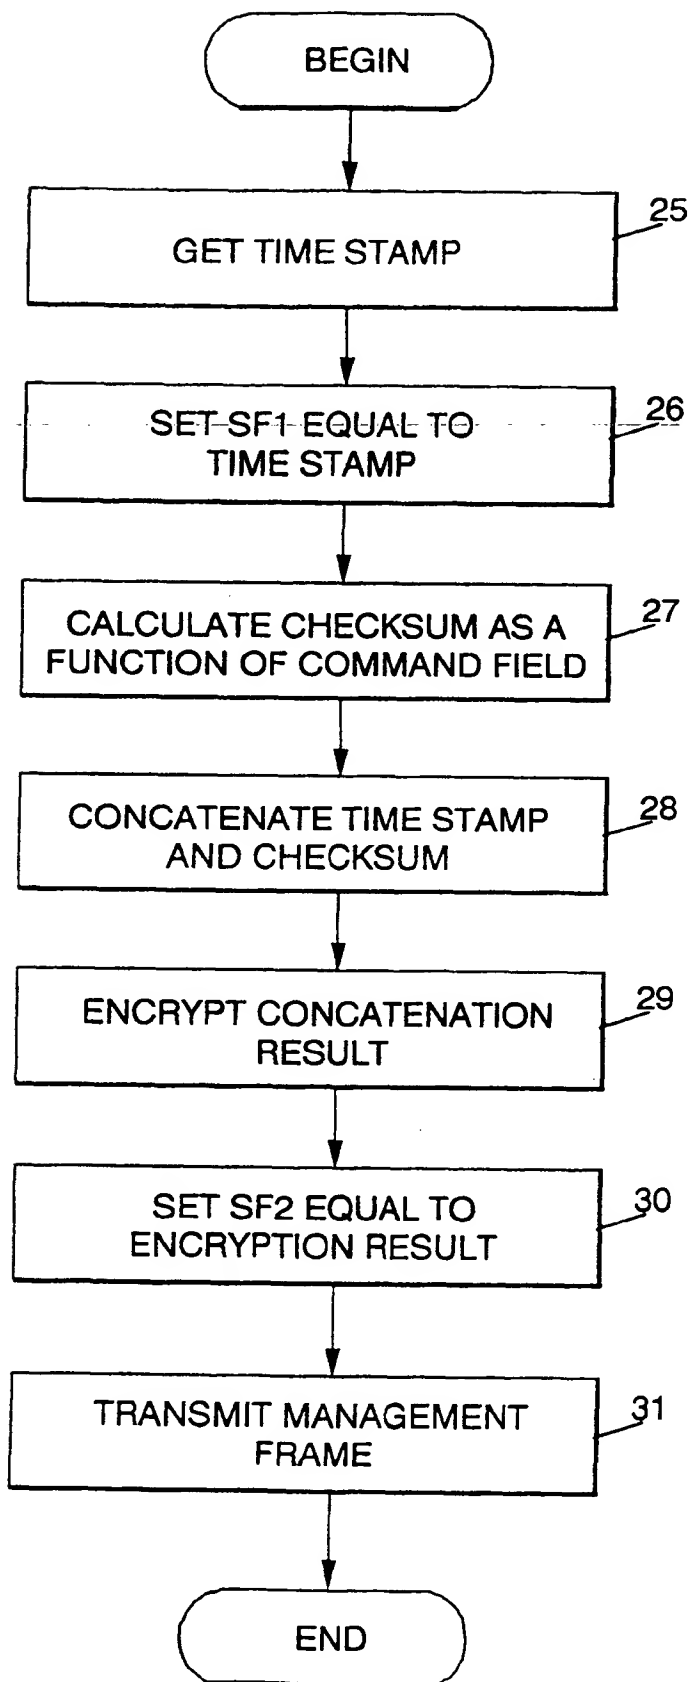 BEGIN
GET TIME STAMP
25
SET SF1 EQUAL TO
TIME STAMP
26
CALCULATE CHECKSUM AS A
FUNCTION OF COMMAND FIELD
27
CONCATENATE TIME STAMP
AND CHECKSUM
28
ENCRYPT CONCATENATION
RESULT
29
SET SF2 EQUAL TO
ENCRYPTION RESULT
30
TRANSMIT MANAGEMENT
FRAME
31
END